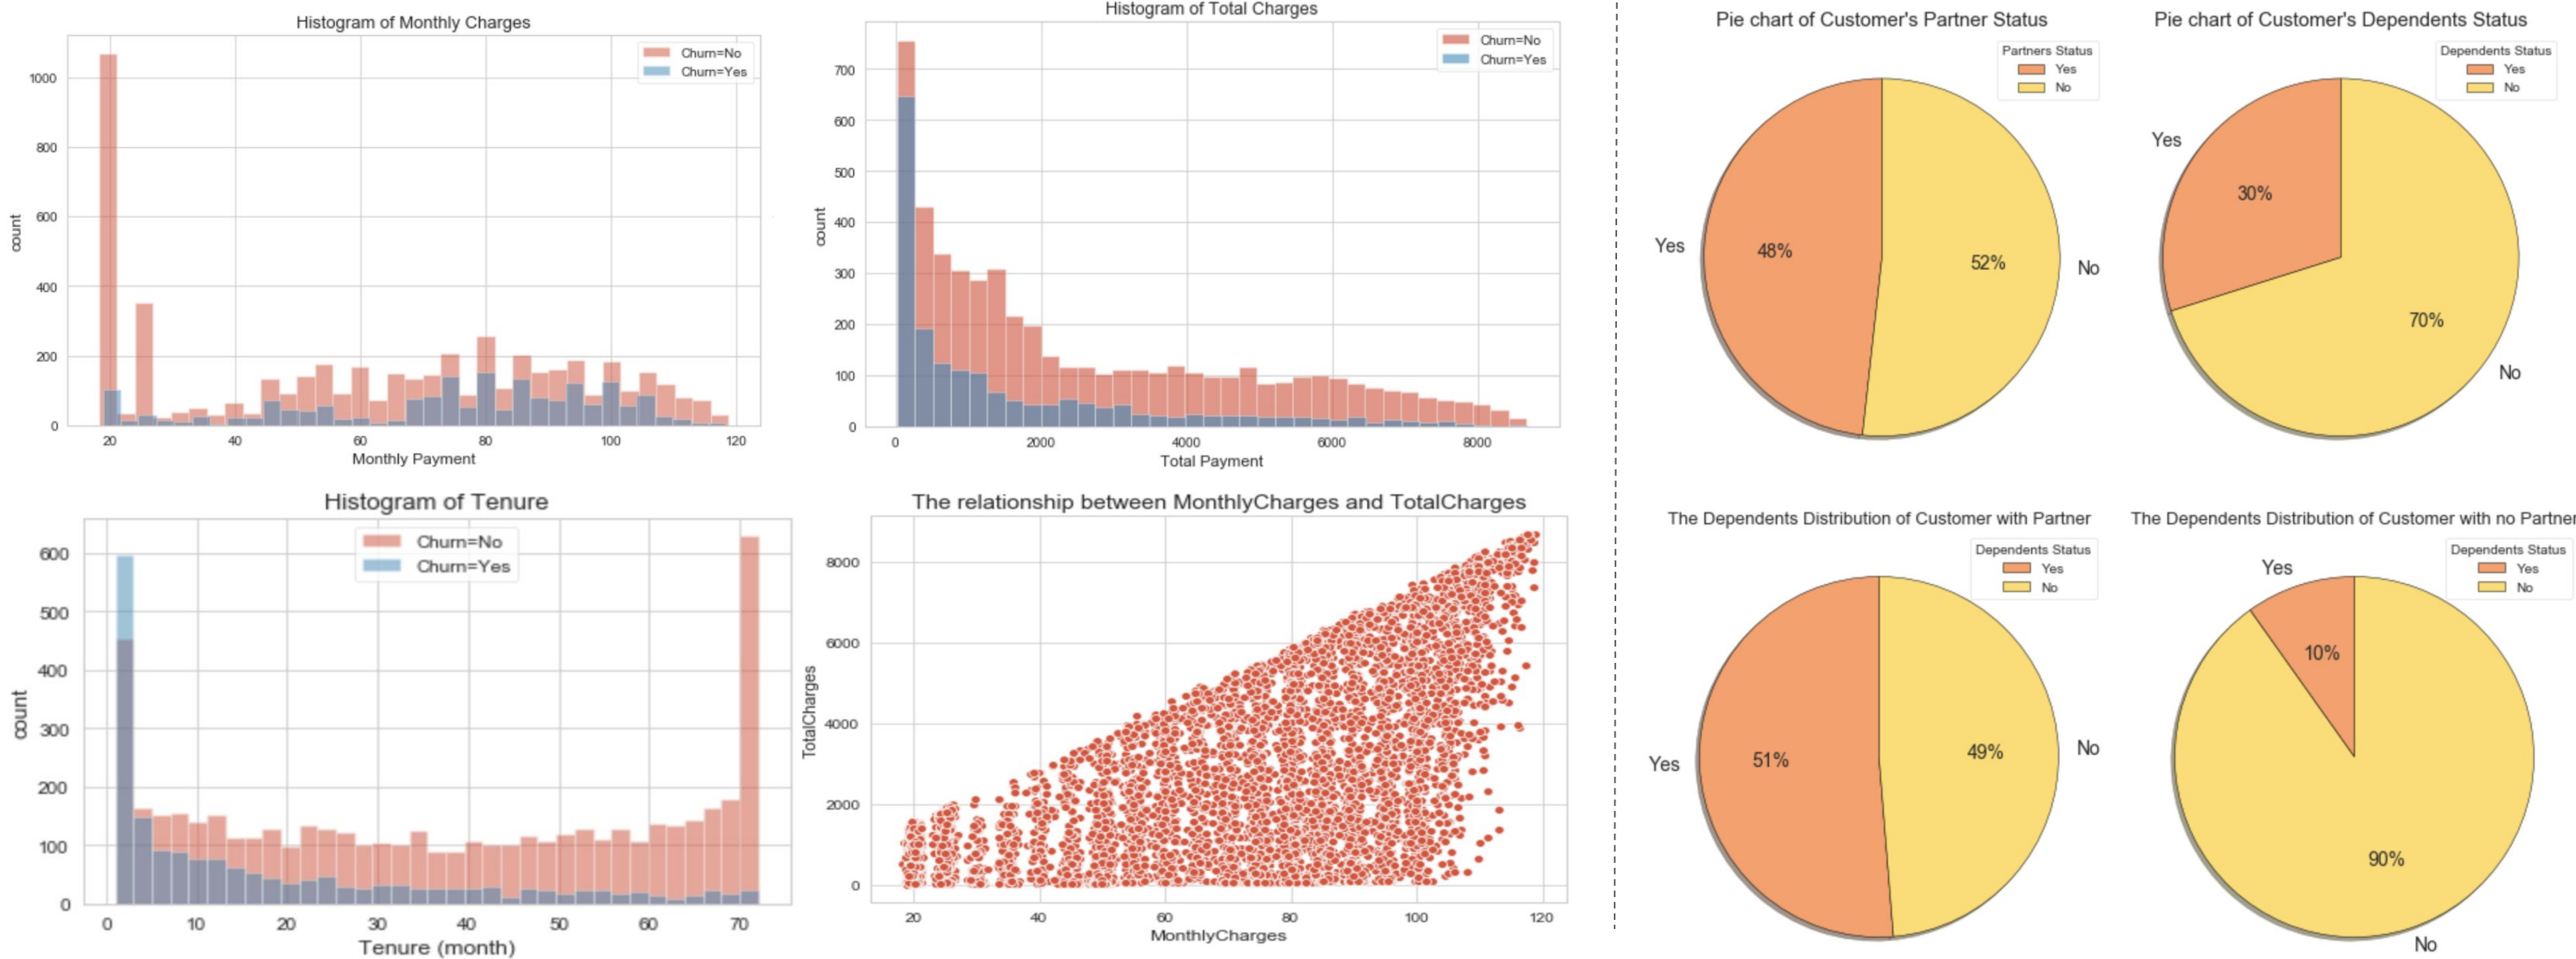 Histogram of Monthly Charges
Churn=No
Churn=Yes
1000
800
600
400
200
0
count
20 40 60 80 100 120
Monthly Payment
Histogram of Total Charges
Churn=No
Churn=Yes
700
600
500
400
300
200
100
0
count
0 2000 4000 6000 8000
Total Payment
Pie chart of Customer's Partner Status
Partners Status
Yes
No
Yes
48%
52%
No
Pie chart of Customer's Dependents Status
Dependents Status
Yes
No
Yes
30%
70%
No
Histogram of Tenure
Churn=No
Churn=Yes
600
500
400
300
200
100
0
count
0 10 20 30 40 50 60 70
Tenure (month)
The relationship between MonthlyCharges and TotalCharges
8000
6000
4000
2000
0
TotalCharges
20 40 60 80 100 120
MonthlyCharges
The Dependents Distribution of Customer with Partner
Dependents Status
Yes
No
Yes
51%
49%
No
The Dependents Distribution of Customer with no Partner
Dependents Status
Yes
No
Yes
10%
90%
No